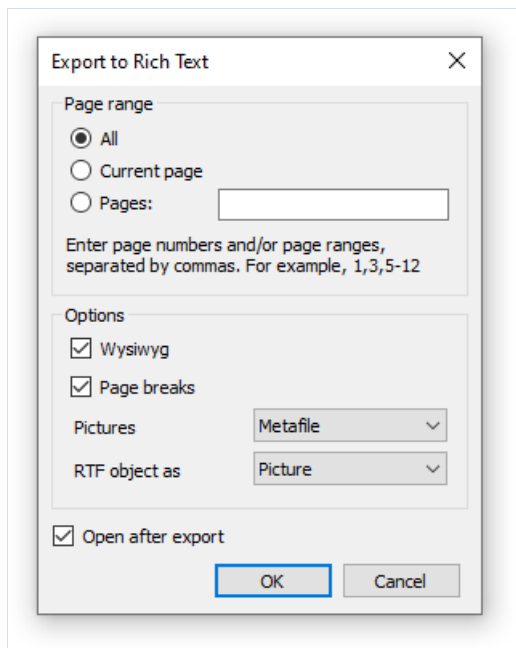 Export to Rich Text
Page range
All
Current page
Pages:
Enter page numbers and/or page ranges,
separated by commas. For example, 1,3,5-12
Options
Wysiwyg
Page breaks
Pictures Metafile
RTF object as Picture
Open after export
OK Cancel